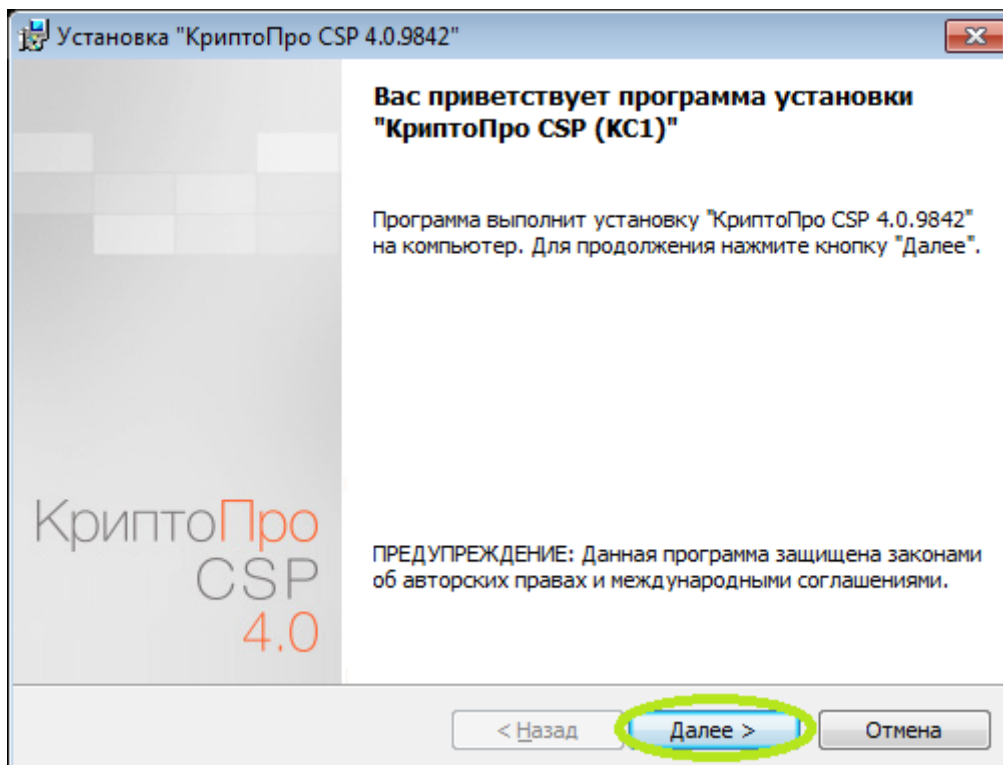 Установка "КриптоПро CSP 4.0.9842"
Вас приветствует программа установки
"КриптоПро CSP (KC1)"
Программа выполнит установку "КриптоПро CSP 4.0.9842"
на компьютер. Для продолжения нажмите кнопку "Далее".
КриптоПро
CSP
4.0
ПРЕДУПРЕЖДЕНИЕ: Данная программа защищена законами
об авторских правах и международными соглашениями.
< Назад Далее > Отмена